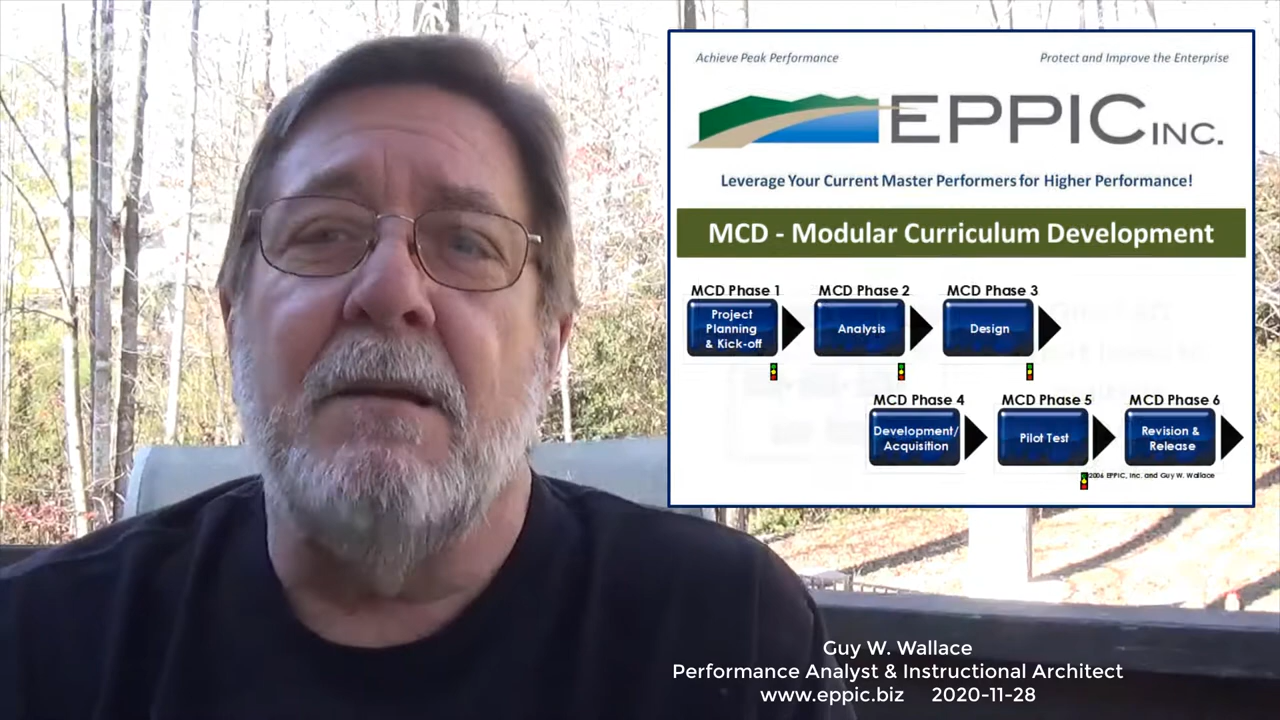 Achieve Peak Performance
Protect and Improve the Enterprise
EPPIC INC.
Leverage Your Current Master Performers for Higher Performance!
MCD - Modular Curriculum Development
MCD Phase 1
MCD Phase 2
MCD Phase 3
Project
Planning
& Kick-off
Analysis
Design
MCD Phase 4
MCD Phase 5
MCD Phase 6
Development/
Acquisition
Pilot Test
Revision &
Release
2006 EPPIC, Inc. and Guy W. Wallace
Guy W. Wallace
Performance Analyst & Instructional Architect
www.eppic.biz 2020-11-28